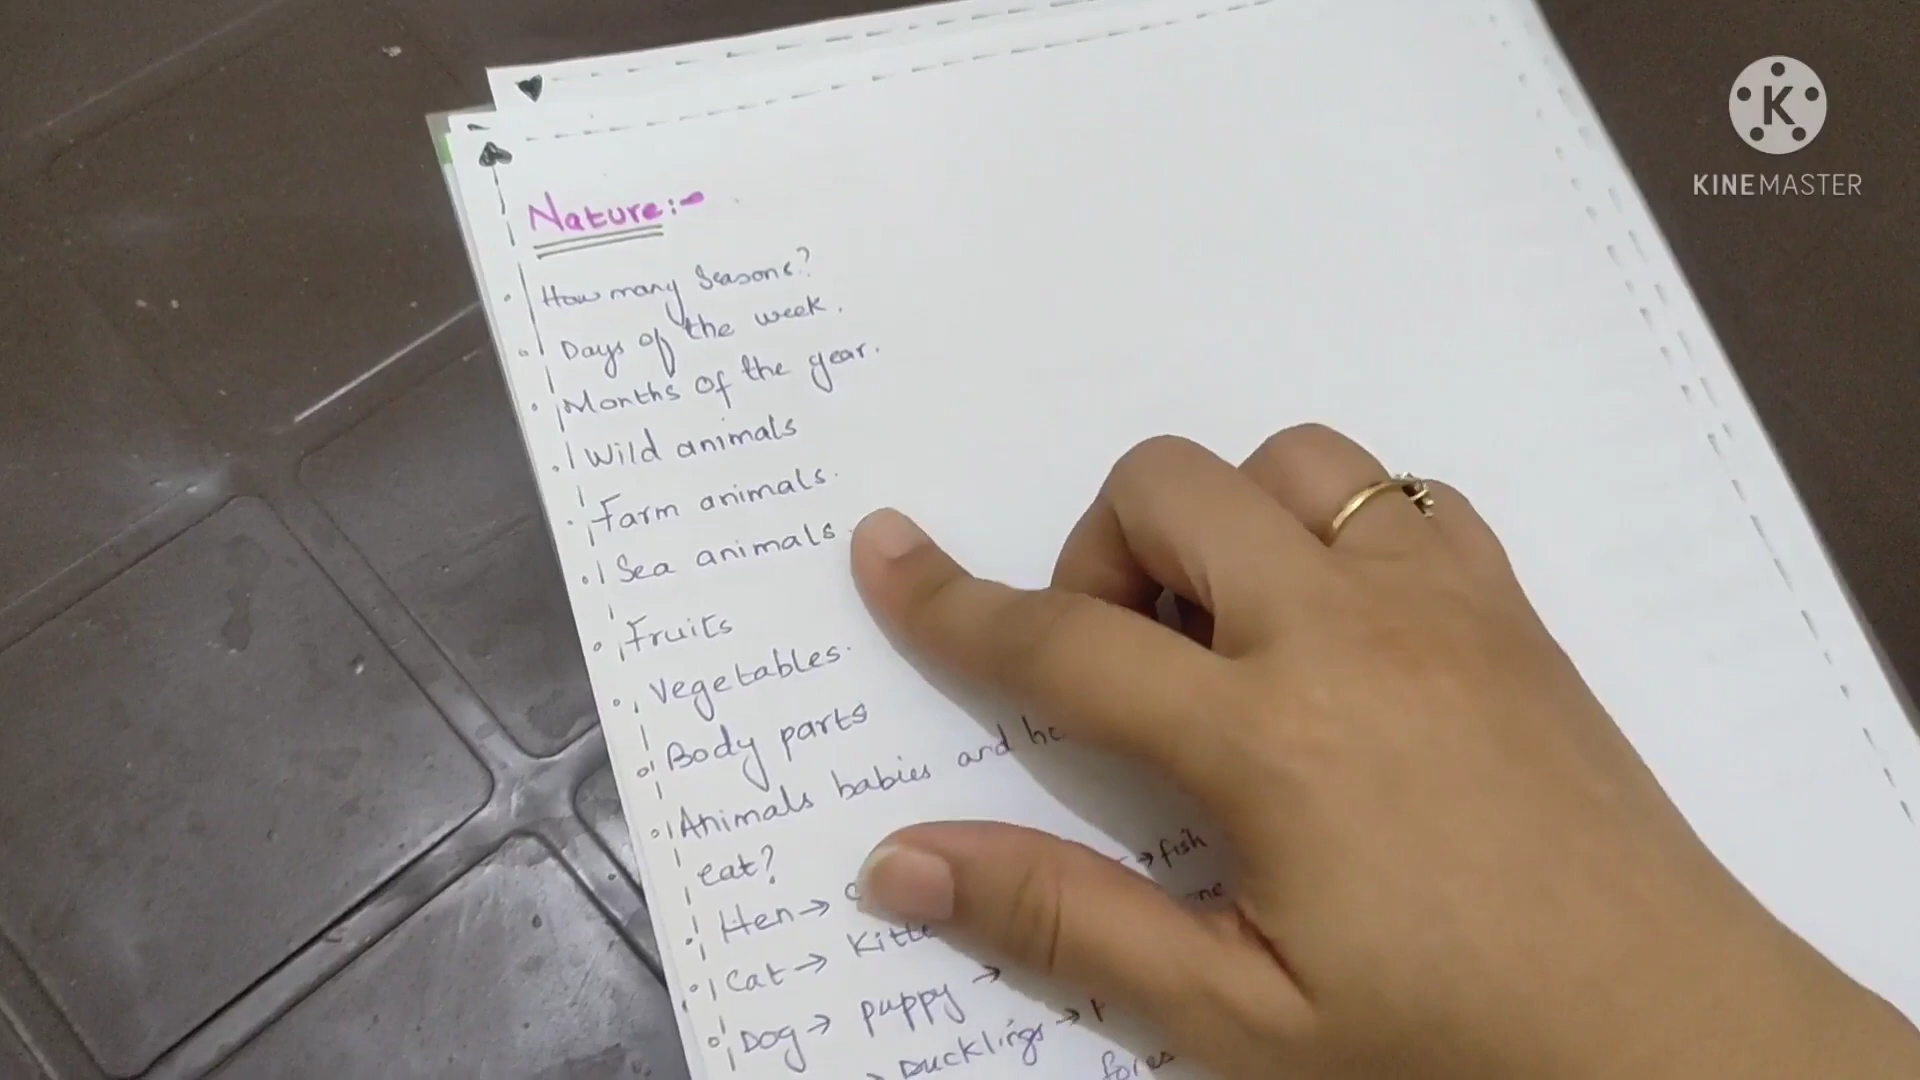 Nature:-
How many Seasons?
Days of the week.
Months of the year.
Wild animals
Farm animals.
Sea animals.
Fruits
Vegetables.
Body parts
Animals babies and
eat?
Hen → → fish
Cat →
Dog → puppy →
→ Ducklings →
K
KINEMASTER